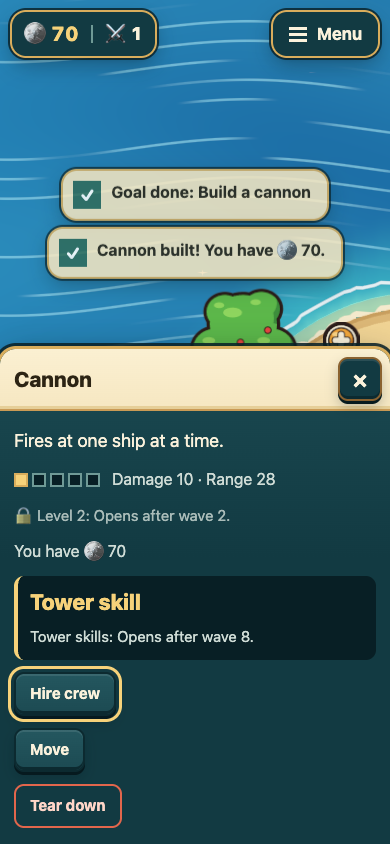 70
1
Menu
Goal done: Build a cannon
Cannon built! You have 70.
Cannon
Fires at one ship at a time.
Damage 10 · Range 28
Level 2: Opens after wave 2.
You have 70
Tower skill
Tower skills: Opens after wave 8.
Hire crew
Move
Tear down